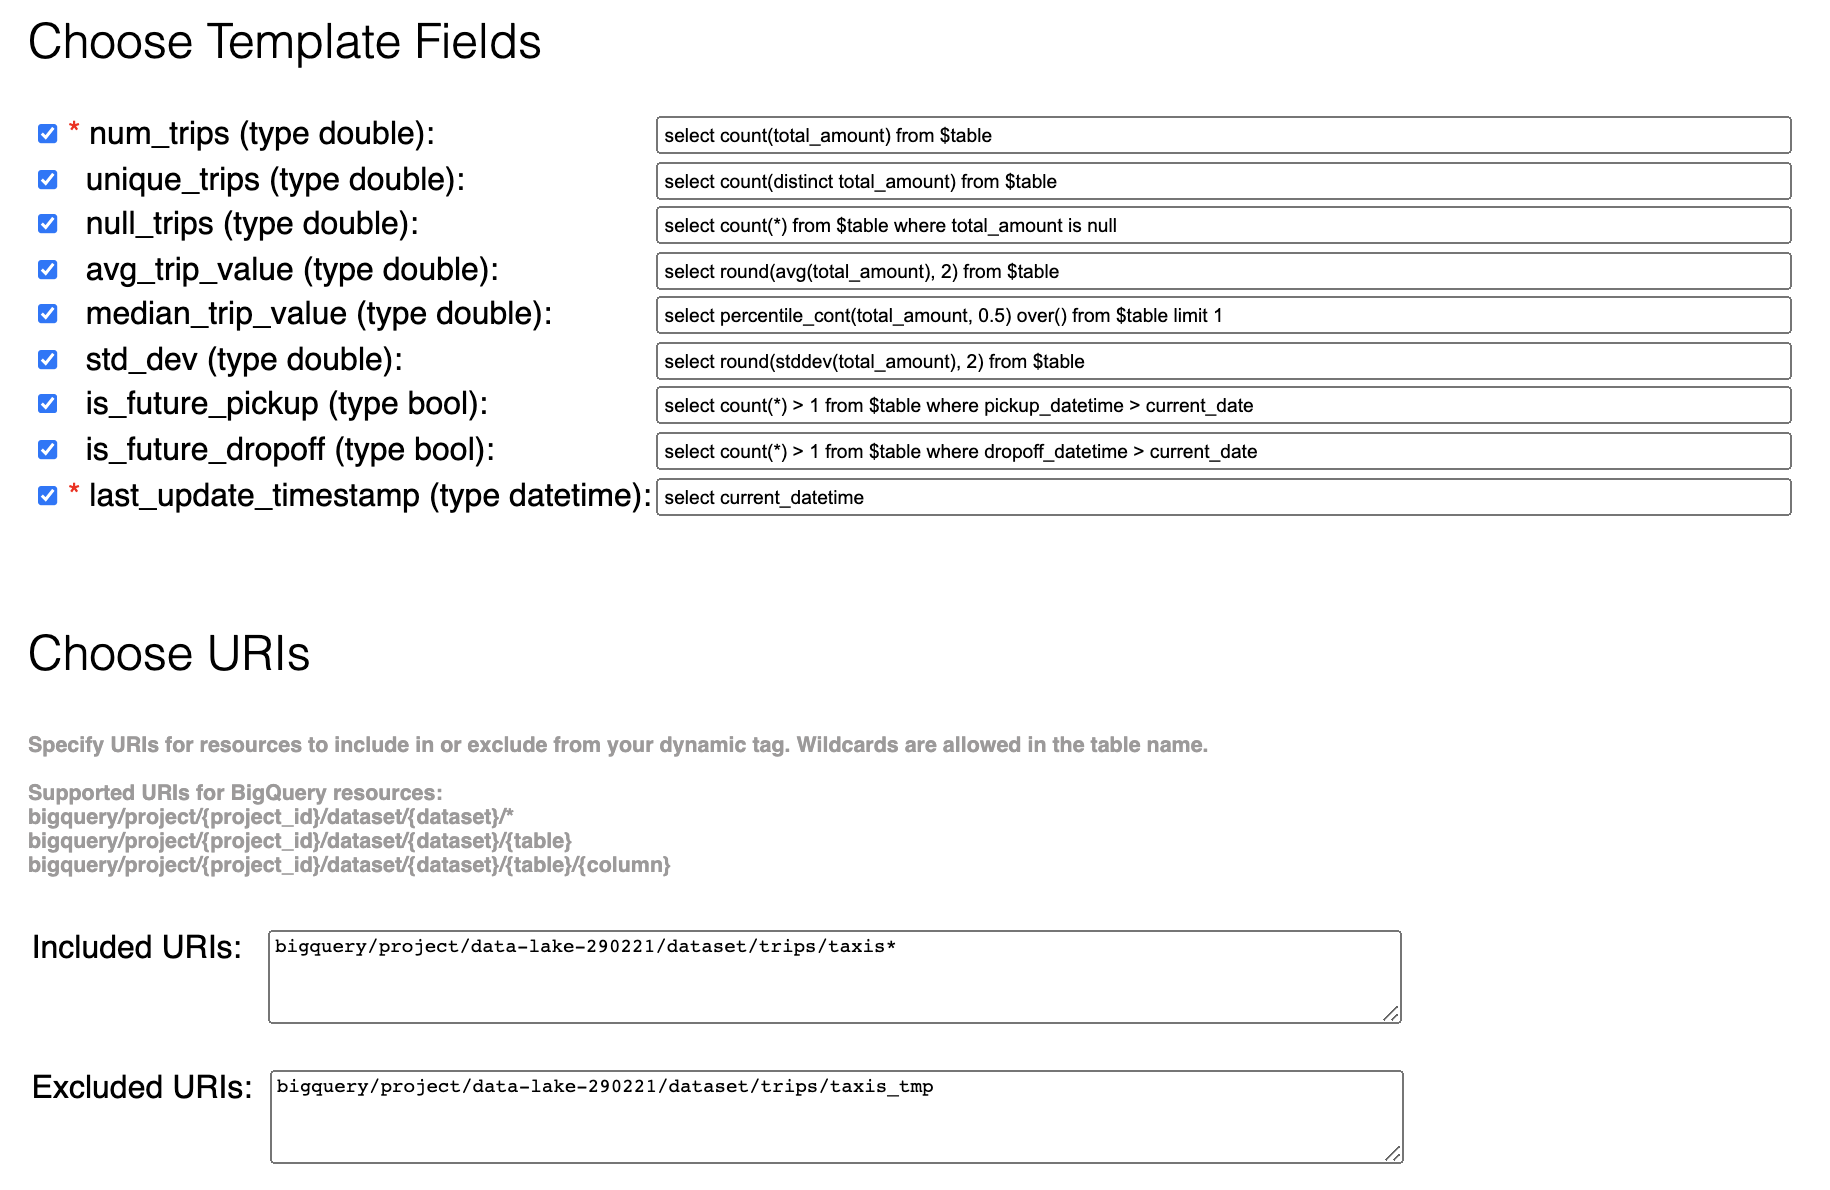 Choose Template Fields
* num_trips (type double): select count(total_amount) from $table
unique_trips (type double): select count(distinct total_amount) from $table
null_trips (type double): select count(*) from $table where total_amount is null
avg_trip_value (type double): select round(avg(total_amount), 2) from $table
median_trip_value (type double): select percentile_cont(total_amount, 0.5) over() from $table limit 1
std_dev (type double): select round(stddev(total_amount), 2) from $table
is_future_pickup (type bool): select count(*) > 1 from $table where pickup_datetime > current_date
is_future_dropoff (type bool): select count(*) > 1 from $table where dropoff_datetime > current_date
* last_update_timestamp (type datetime): select current_datetime
Choose URIs
Specify URIs for resources to include in or exclude from your dynamic tag. Wildcards are allowed in the table name.
Supported URIs for BigQuery resources:
bigquery/project/{project_id}/dataset/{dataset}/*
bigquery/project/{project_id}/dataset/{dataset}/{table}
bigquery/project/{project_id}/dataset/{dataset}/{table}/{column}
Included URIs: bigquery/project/data-lake-290221/dataset/trips/taxis*
Excluded URIs: bigquery/project/data-lake-290221/dataset/trips/taxis_tmp